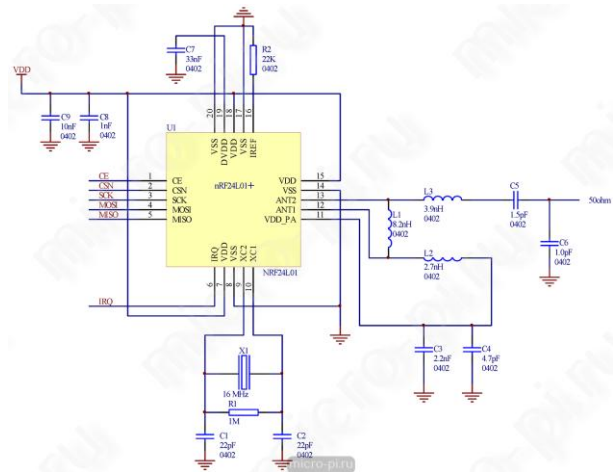 C7
33nF
0402
R2
22K
0402
VDD
C9
10nF
0402
C8
1nF
0402
U1
20
19
18
17
16
VSS
DVDD
VDD
VSS
IREF
CE
1
CE
CSN
2
CSN
SCK
3
SCK
MOSI
4
MOSI
MISO
5
MISO
nRF24L01+
VDD
15
VSS
14
ANT2
13
ANT1
12
VDD_PA
11
IRQ
VDD
VSS
XC2
XC1
NRF24L01
6
7
8
9
10
IRQ
L3
3.9nH
0402
C5
1.5pF
0402
50ohm
L1
8.2nH
0402
L2
2.7nH
0402
C6
1.0pF
0402
C3
2.2nF
0402
C4
4.7pF
0402
X1
16 MHz
R1
1M
C1
22pF
0402
C2
22pF
0402
micro-pi.ru